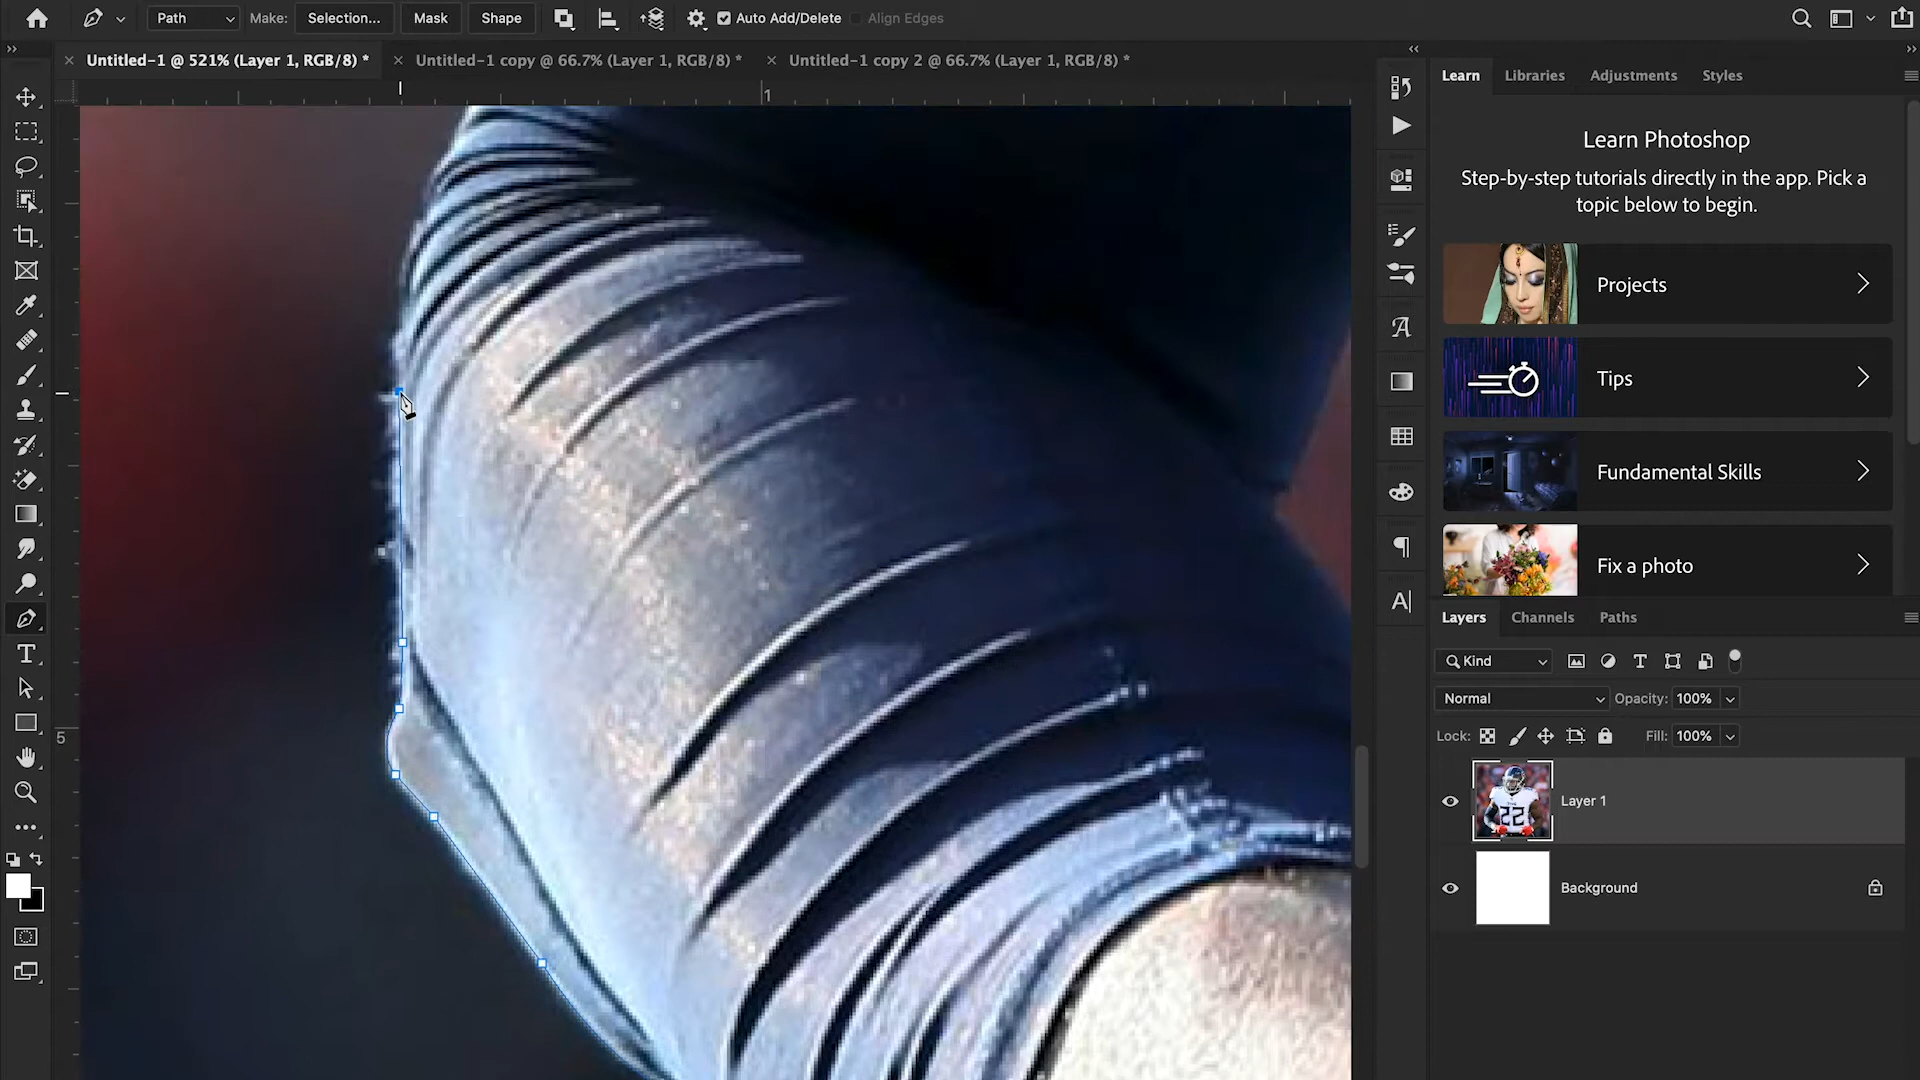 Path
Make:
Selection...
Mask
Shape
Auto Add/Delete
Align Edges
Untitled-1 @ 521% (Layer 1, RGB/8) *
Untitled-1 copy @ 66.7% (Layer 1, RGB/8) *
Untitled-1 copy 2 @ 66.7% (Layer 1, RGB/8) *
1
5
Learn
Libraries
Adjustments
Styles
Learn Photoshop
Step-by-step tutorials directly in the app. Pick a
topic below to begin.
Projects
Tips
Fundamental Skills
Fix a photo
Layers
Channels
Paths
Kind
Normal
Opacity:
100%
Lock:
Fill:
100%
22
Layer 1
Background